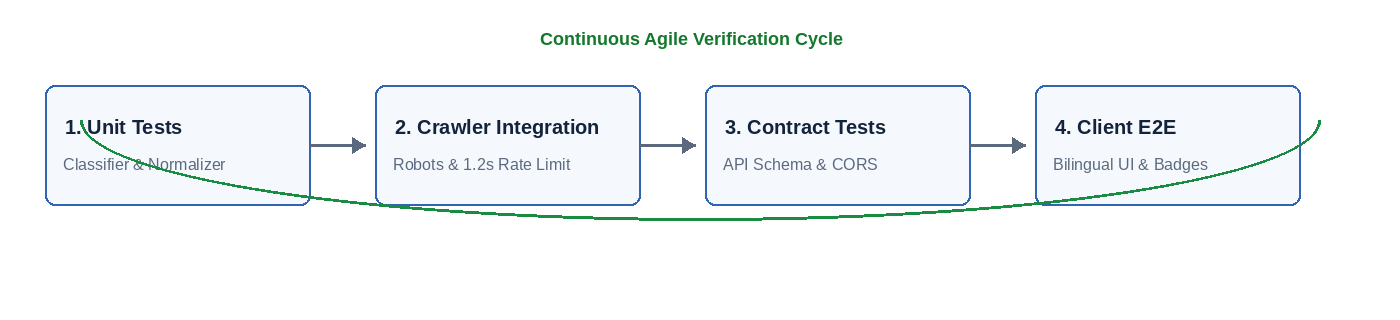 Continuous Agile Verification Cycle
1. Unit Tests
Classifier & Normalizer
2. Crawler Integration
Robots & 1.2s Rate Limit
3. Contract Tests
API Schema & CORS
4. Client E2E
Bilingual UI & Badges